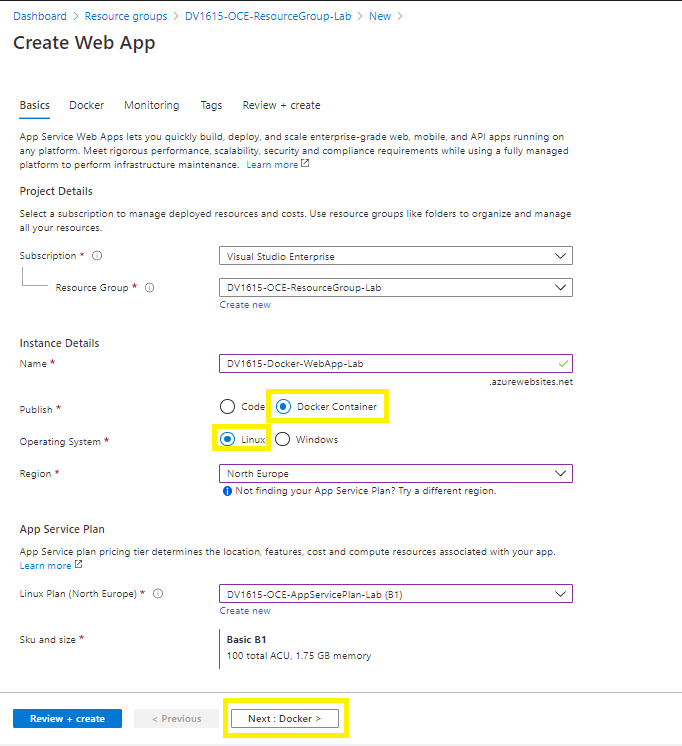 Dashboard > Resource groups > DV1615-OCE-ResourceGroup-Lab > New >
Create Web App
Basics Docker Monitoring Tags Review + create
App Service Web Apps lets you quickly build, deploy, and scale enterprise-grade web, mobile, and API apps running on
any platform. Meet rigorous performance, scalability, security and compliance requirements while using a fully managed
platform to perform infrastructure maintenance. Learn more
Project Details
Select a subscription to manage deployed resources and costs. Use resource groups like folders to organize and manage
all your resources.
Subscription * Visual Studio Enterprise
Resource Group * DV1615-OCE-ResourceGroup-Lab
Create new
Instance Details
Name * DV1615-Docker-WebApp-Lab
.azurewebsites.net
Publish * Code Docker Container
Operating System * Linux Windows
Region * North Europe
Not finding your App Service Plan? Try a different region.
App Service Plan
App Service plan pricing tier determines the location, features, cost and compute resources associated with your app.
Learn more
Linux Plan (North Europe) * DV1615-OCE-AppServicePlan-Lab (B1)
Create new
Sku and size * Basic B1
100 total ACU, 1.75 GB memory
Review + create < Previous Next : Docker >